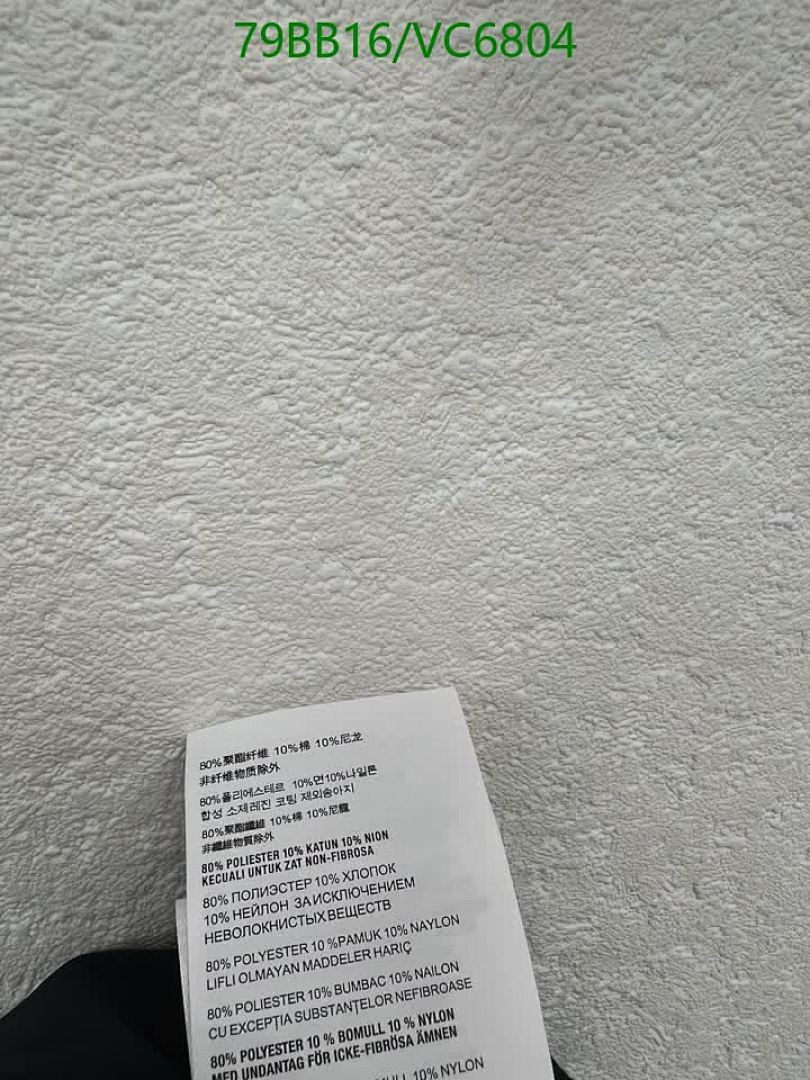 79BB16/VC6804
80%聚酯纤维 10%棉 10%尼龙
非纤维物质除外
80%폴리에스테르 10%면10%나일론
합성 소제레진 코팅 제외송아지
80%聚酯纖維 10%棉 10%尼龍
非纖維物質除外
80% POLIESTER 10% KATUN 10% NION
KECUALI UNTUK ZAT NON-FIBROSA
80% ПОЛИЭСТЕР 10% ХЛОПОК
10% НЕЙЛОН ЗА ИСКЛЮЧЕНИЕМ
НЕВОЛОКНИСТЫХ ВЕЩЕСТВ
80% POLYESTER 10 %PAMUK 10% NAYLON
LIFLI OLMAYAN MADDELER HARIÇ
80% POLIESTER 10% BUMBAC 10% NAILON
CU EXCEPȚIA SUBSTANȚELOR NEFIBROASE
80% POLYESTER 10 % BOMULL 10 % NYLON
MED UNDANTAG FÖR ICKE-FIBRÖSA ÄMNEN
10% NYLON